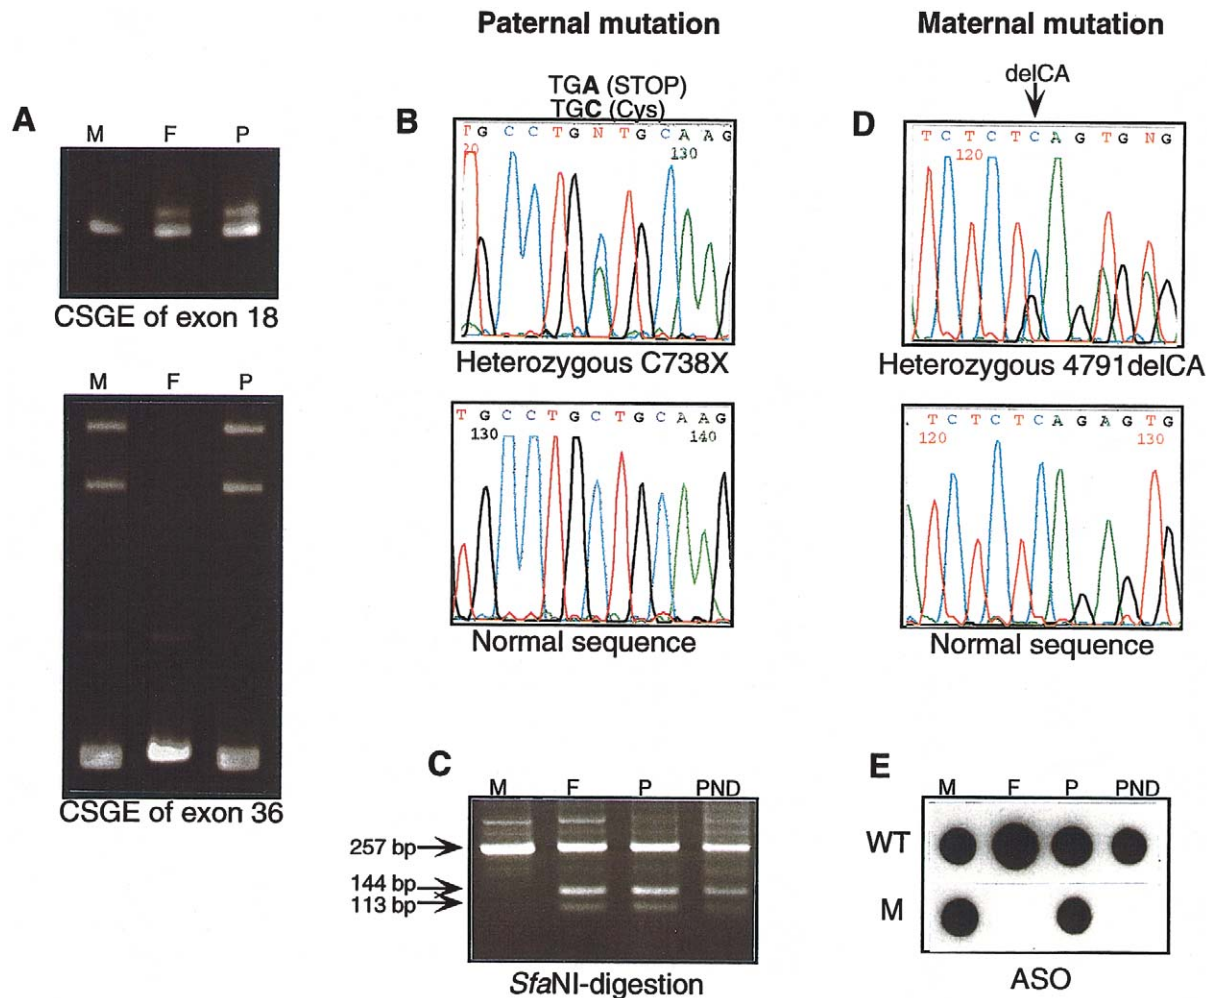 Paternal mutation
Maternal mutation
A
M F P
CSGE of exon 18
M F P
CSGE of exon 36
B
TGA (STOP)
TGC (Cys)
T G C C T G N T G C A A G
20 130
Heterozygous C738X
T G C C T G C T G C A A G
130 140
Normal sequence
D
delCA
T C T C T C A G T G N G
120
Heterozygous 4791delCA
T C T C T C A G A G T G
120 130
Normal sequence
C
M F P PND
257 bp
144 bp
113 bp
SfaNI-digestion
E
M F P PND
WT
M
ASO